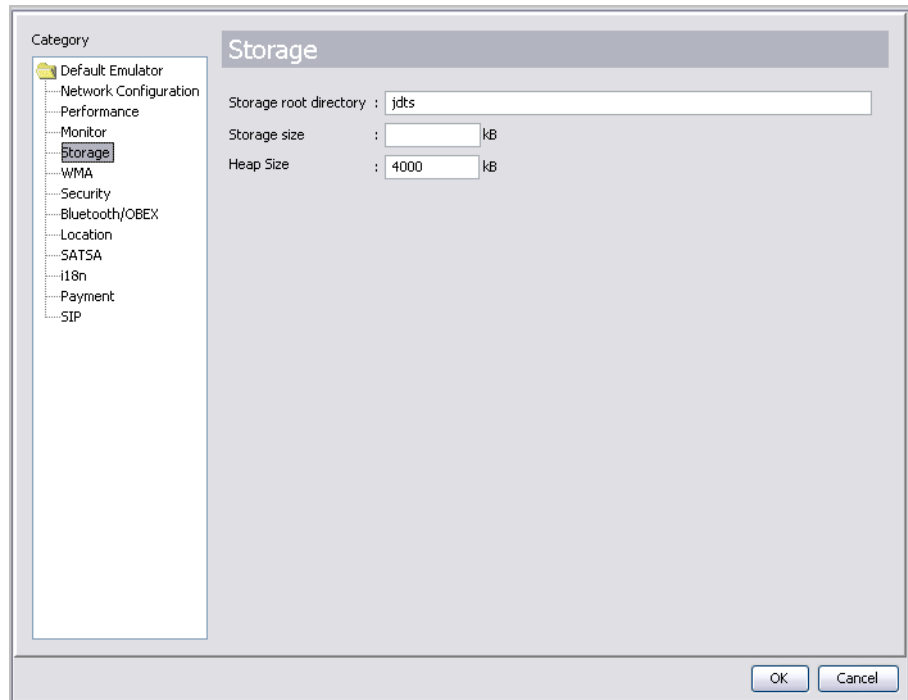 Category
Default Emulator
Network Configuration
Performance
Monitor
Storage
WMA
Security
Bluetooth/OBEX
Location
SATSA
i18n
Payment
SIP
Storage
Storage root directory : jdts
Storage size : kB
Heap Size : 4000 kB
OK Cancel